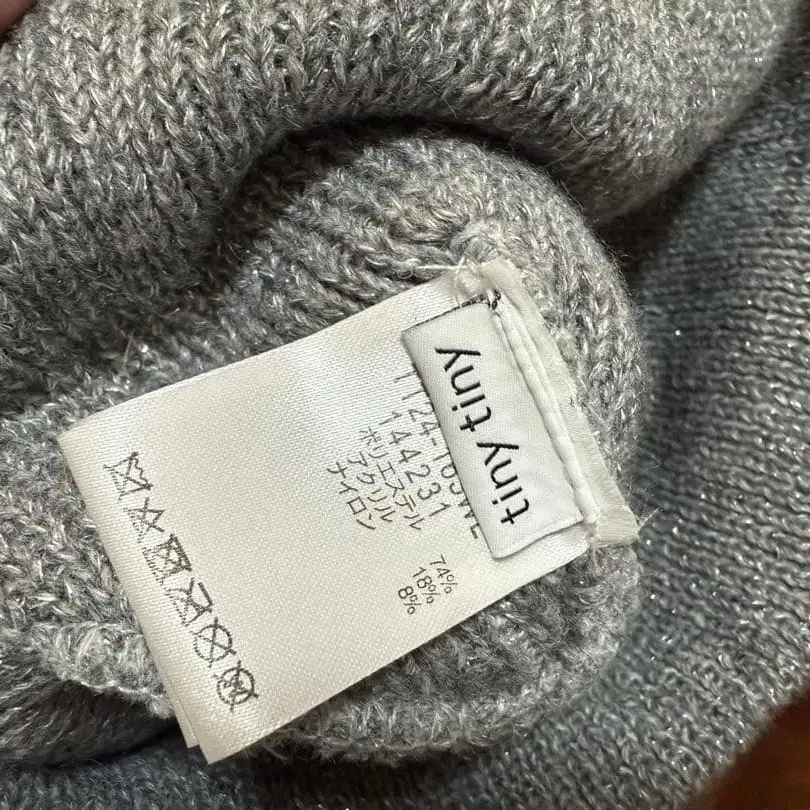 tiny tiny
144231
ポリエステル 74%
アクリル 18%
ナイロン 8%